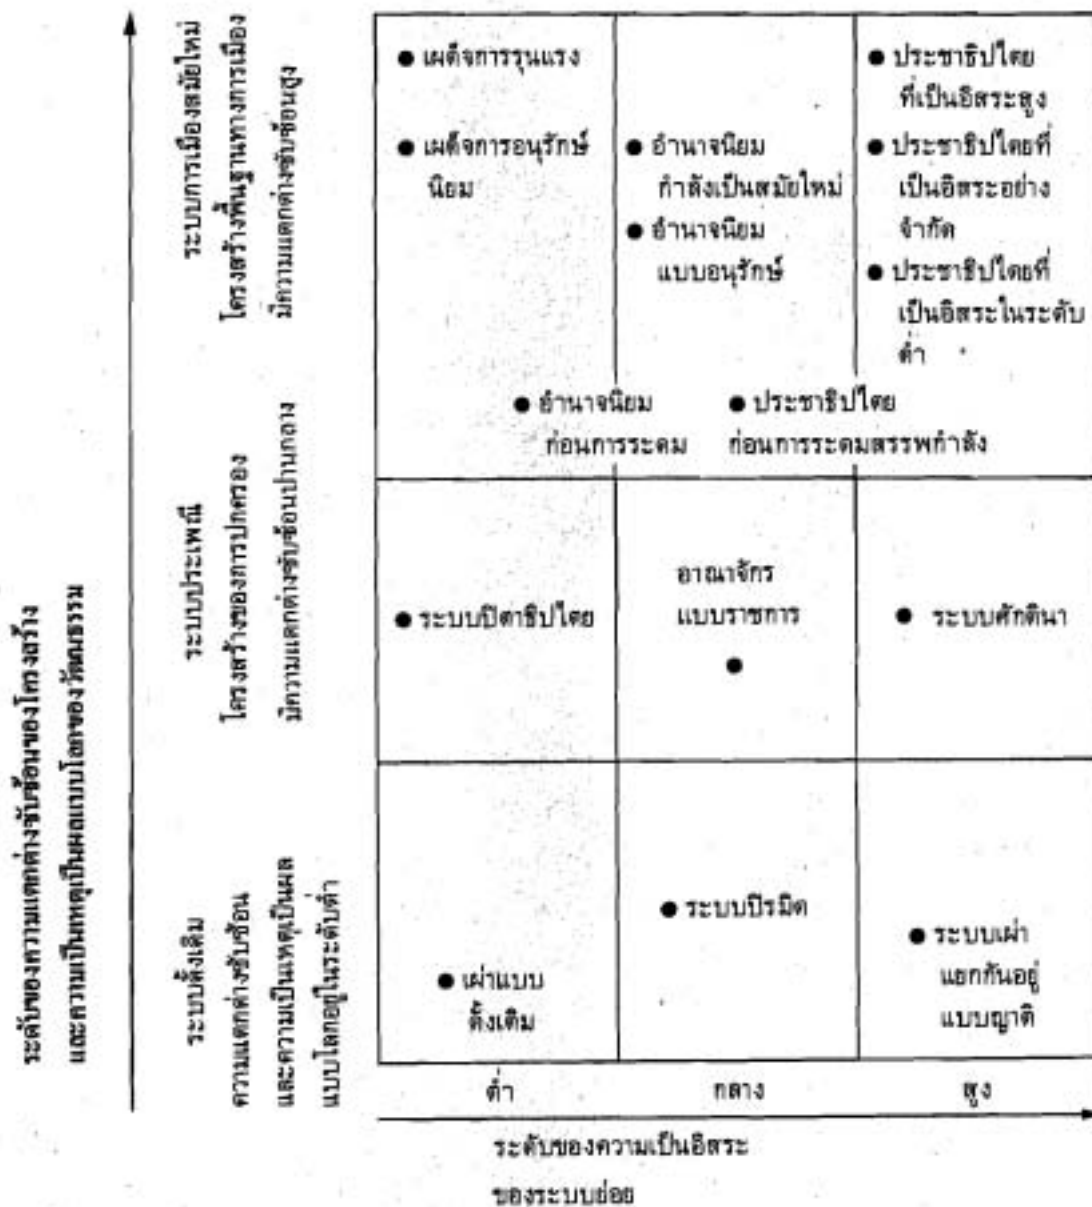 ระดับของความแตกต่างซับซ้อนของโครงสร้าง
และความเป็นเหตุเป็นผลแบบโลกของวัฒนธรรม
ระบบการเมืองสมัยใหม่
โครงสร้างพื้นฐานทางการเมือง
มีความแตกต่างซับซ้อนสูง
● เผด็จการรุนแรง
● เผด็จการอนุรักษ์
นิยม
● อำนาจนิยม
กำลังเป็นสมัยใหม่
● อำนาจนิยม
แบบอนุรักษ์
● ประชาธิปไตย
ที่เป็นอิสระสูง
● ประชาธิปไตยที่
เป็นอิสระอย่าง
จำกัด
● ประชาธิปไตยที่
เป็นอิสระในระดับ
ต่ำ
● อำนาจนิยม
ก่อนการระดม
● ประชาธิปไตย
ก่อนการระดมสรรพกำลัง
ระบบประเพณี
โครงสร้างของการปกครอง
มีความแตกต่างซับซ้อนปานกลาง
● ระบบปิตาธิปไตย
อาณาจักร
แบบราชการ
●
● ระบบศักดินา
ระบบดั้งเดิม
ความแตกต่างซับซ้อน
และความเป็นเหตุเป็นผล
แบบโลกอยู่ในระดับต่ำ
● เผ่าแบบ
ดั้งเดิม
● ระบบปิรมิด
● ระบบเผ่า
แยกกันอยู่
แบบญาติ
ต่ำ กลาง สูง
ระดับของความเป็นอิสระ
ของระบบย่อย